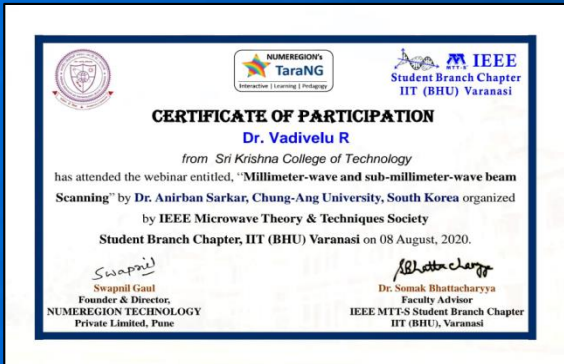 NUMEREGION's
TaraNG
Interactive | Learning | Pedagogy
MTT-S
IEEE
Student Branch Chapter
IIT (BHU) Varanasi
CERTIFICATE OF PARTICIPATION
Dr. Vadivelu R
from Sri Krishna College of Technology
has attended the webinar entitled, “Millimeter-wave and sub-millimeter-wave beam
Scanning” by Dr. Anirban Sarkar, Chung-Ang University, South Korea organized
by IEEE Microwave Theory & Techniques Society
Student Branch Chapter, IIT (BHU) Varanasi on 08 August, 2020.
Swapnil
Swapnil Gaul
Founder & Director,
NUMEREGION TECHNOLOGY
Private Limited, Pune
SBhattacharyya
Dr. Somak Bhattacharyya
Faculty Advisor
IEEE MTT-S Student Branch Chapter
IIT (BHU), Varanasi